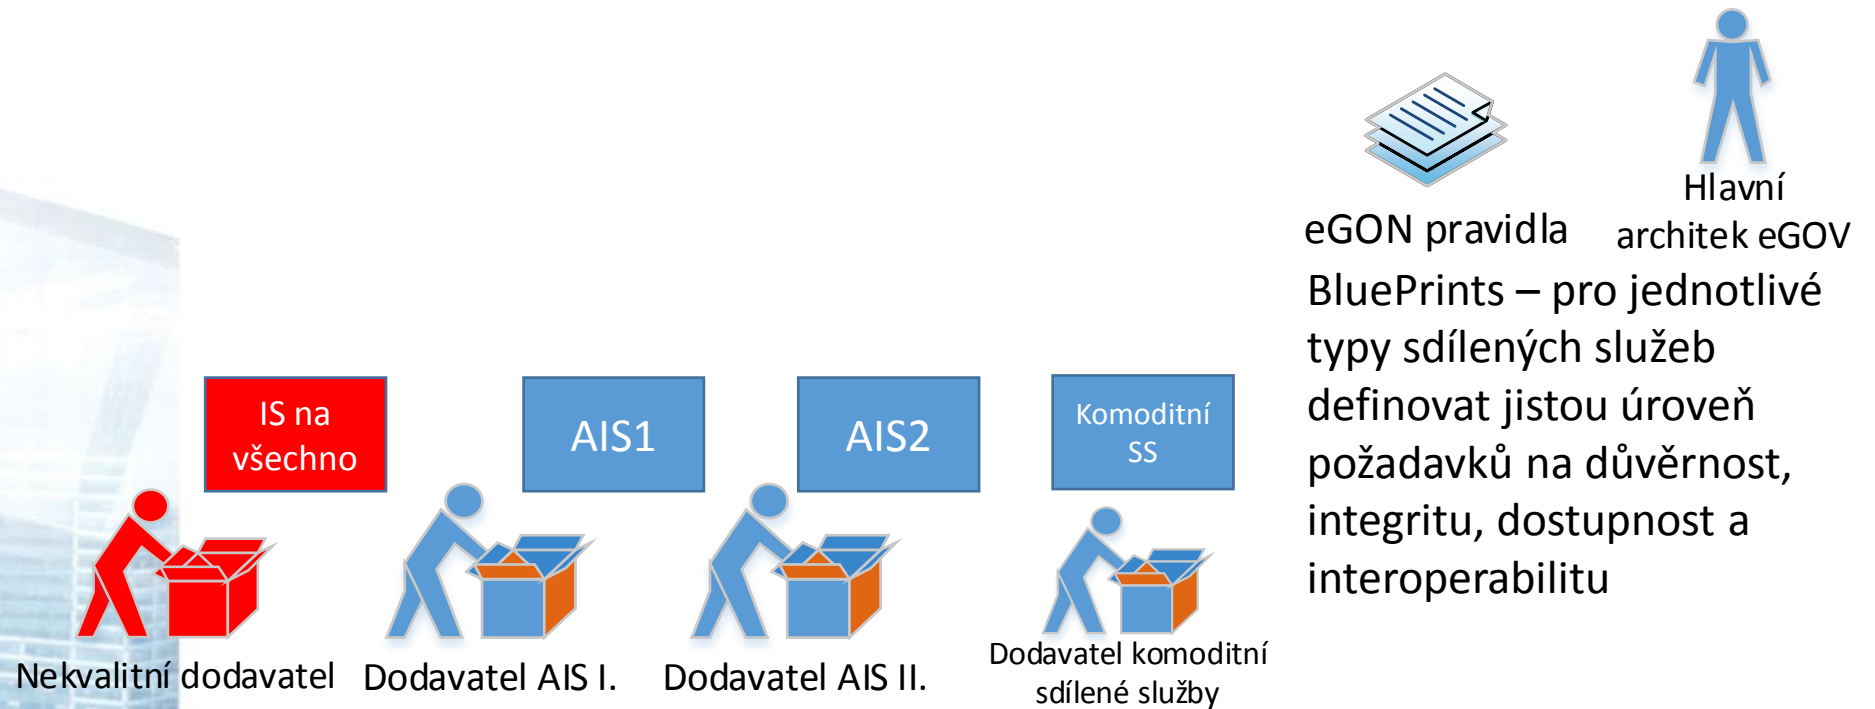 IS na
všechno
AIS1
AIS2
Komoditní
SS
Nekvalitní dodavatel
Dodavatel AIS I.
Dodavatel AIS II.
Dodavatel komoditní
sdílené služby
eGON pravidla
Hlavní
architek eGOV
BluePrints – pro jednotlivé
typy sdílených služeb
definovat jistou úroveň
požadavků na důvěrnost,
integritu, dostupnost a
interoperabilitu